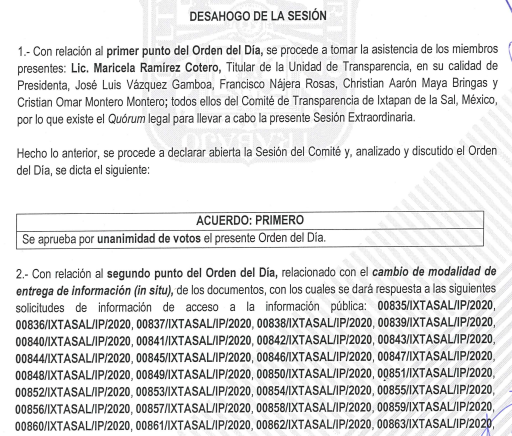 DESAHOGO DE LA SESIÓN
1.- Con relación al primer punto del Orden del Día, se procede a tomar la asistencia de los miembros
presentes: Lic. Maricela Ramírez Cotero, Titular de la Unidad de Transparencia, en su calidad de
Presidenta, José Luis Vázquez Gamboa, Francisco Nájera Rosas, Christian Aarón Maya Bringas y
Cristian Omar Montero Montero; todos ellos del Comité de Transparencia de Ixtapan de la Sal, México,
por lo que existe el Quórum legal para llevar a cabo la presente Sesión Extraordinaria.
Hecho lo anterior, se procede a declarar abierta la Sesión del Comité y, analizado y discutido el Orden
del Día, se dicta el siguiente:
ACUERDO: PRIMERO
Se aprueba por unanimidad de votos el presente Orden del Día.
2.- Con relación al segundo punto del Orden del Día, relacionado con el cambio de modalidad de
entrega de información (in situ), de los documentos, con los cuales se dará respuesta a las siguientes
solicitudes de información de acceso a la información pública: 00835/IXTASAL/IP/2020,
00836/IXTASAL/IP/2020, 00837/IXTASAL/IP/2020, 00838/IXTASAL/IP/2020, 00839/IXTASAL/IP/2020,
00840/IXTASAL/IP/2020, 00841/IXTASAL/IP/2020, 00842/IXTASAL/IP/2020, 00843/IXTASAL/IP/2020,
00844/IXTASAL/IP/2020, 00845/IXTASAL/IP/2020, 00846/IXTASAL/IP/2020, 00847/IXTASAL/IP/2020,
00848/IXTASAL/IP/2020, 00849/IXTASAL/IP/2020, 00850/IXTASAL/IP/2020, 00851/IXTASAL/IP/2020,
00852/IXTASAL/IP/2020, 00853/IXTASAL/IP/2020, 00854/IXTASAL/IP/2020, 00855/IXTASAL/IP/2020,
00856/IXTASAL/IP/2020, 00857/IXTASAL/IP/2020, 00858/IXTASAL/IP/2020, 00859/IXTASAL/IP/2020,
00860/IXTASAL/IP/2020, 00861/IXTASAL/IP/2020, 00862/IXTASAL/IP/2020, 00863/IXTASAL/IP/2020,